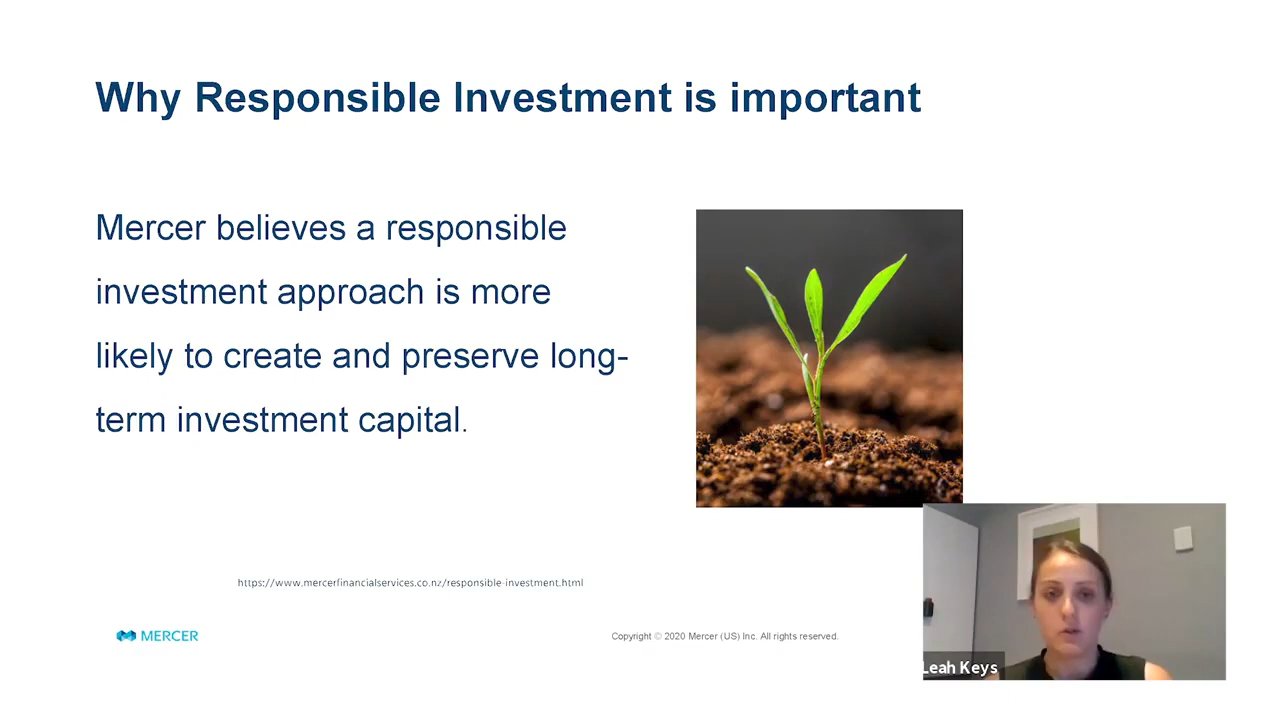 Why Responsible Investment is important
Mercer believes a responsible
investment approach is more
likely to create and preserve long-
term investment capital.
https://www.mercerfinancialservices.co.nz/responsible-investment.html
MERCER
Copyright © 2020 Mercer (US) Inc. All rights reserved.
Leah Keys